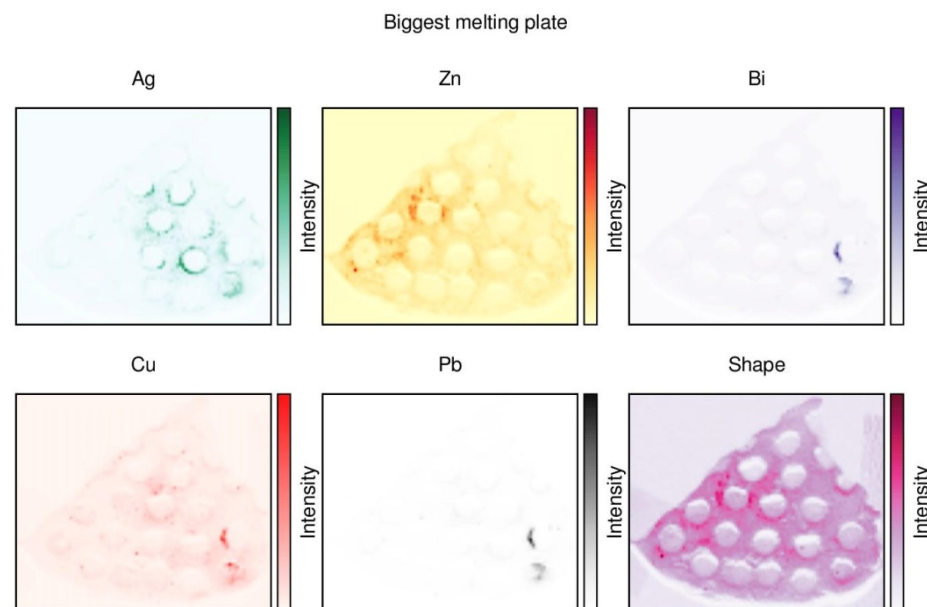 Biggest melting plate
Ag
Zn
Bi
Intensity
Intensity
Intensity
Cu
Pb
Shape
Intensity
Intensity
Intensity